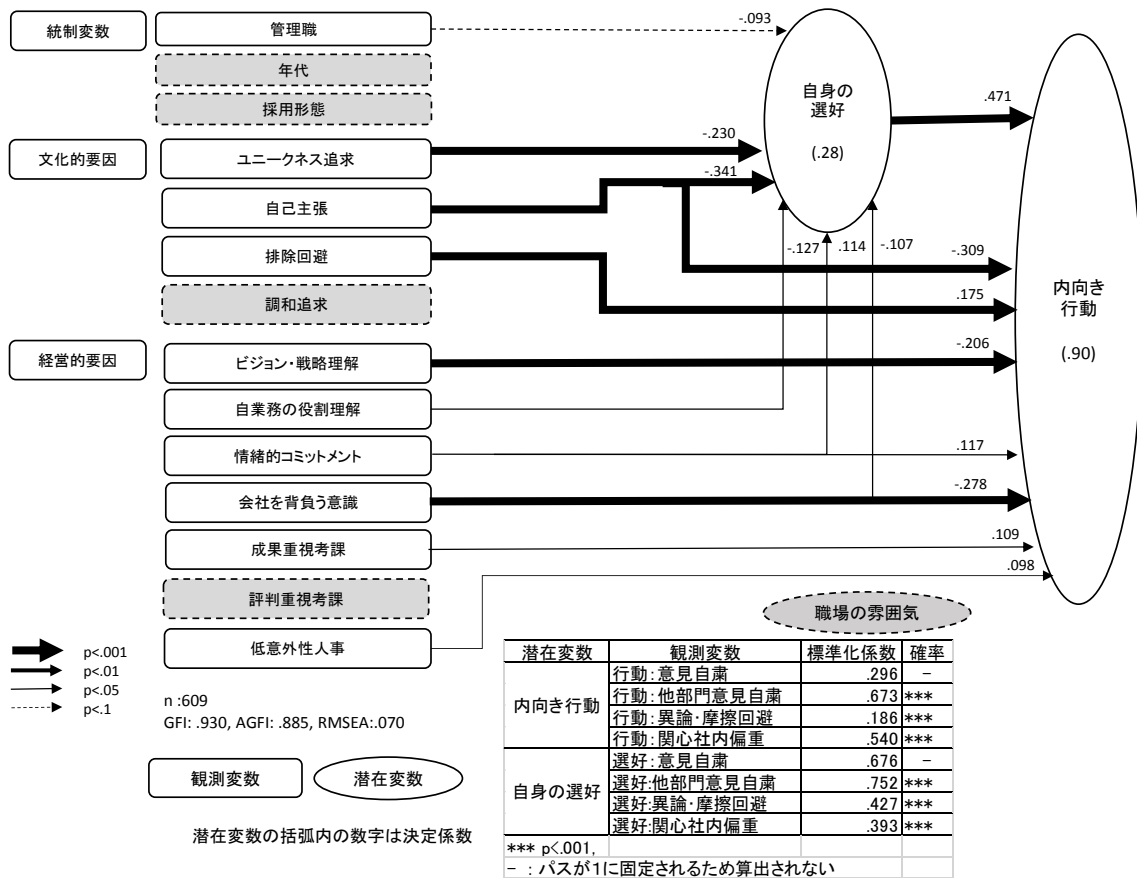 統制変数
管理職
-.093
年代
採用形態
自身の
選好
(.28)
.471
文化的要因
ユニークネス追求
-.230
-.341
自己主張
排除回避
-.127
.114
-.107
-.309
調和追求
.175
内向き
行動
(.90)
経営的要因
ビジョン・戦略理解
-.206
自業務の役割理解
情緒的コミットメント
.117
会社を背負う意識
-.278
成果重視考課
.109
.098
評判重視考課
職場の雰囲気
低意外性人事
p<.001
p<.01
p<.05
p<.1
n :609
GFI: .930, AGFI: .885, RMSEA:.070
観測変数
潜在変数
潜在変数の括弧内の数字は決定係数
潜在変数 観測変数 標準化係数 確率
内向き行動
行動:意見自粛 .296 −
行動:他部門意見自粛 .673 ***
行動:異論・摩擦回避 .186 ***
行動:関心社内偏重 .540 ***
自身の選好
選好:意見自粛 .676 −
選好:他部門意見自粛 .752 ***
選好:異論・摩擦回避 .427 ***
選好:関心社内偏重 .393 ***
*** p<.001,
− :パスが1に固定されるため算出されない